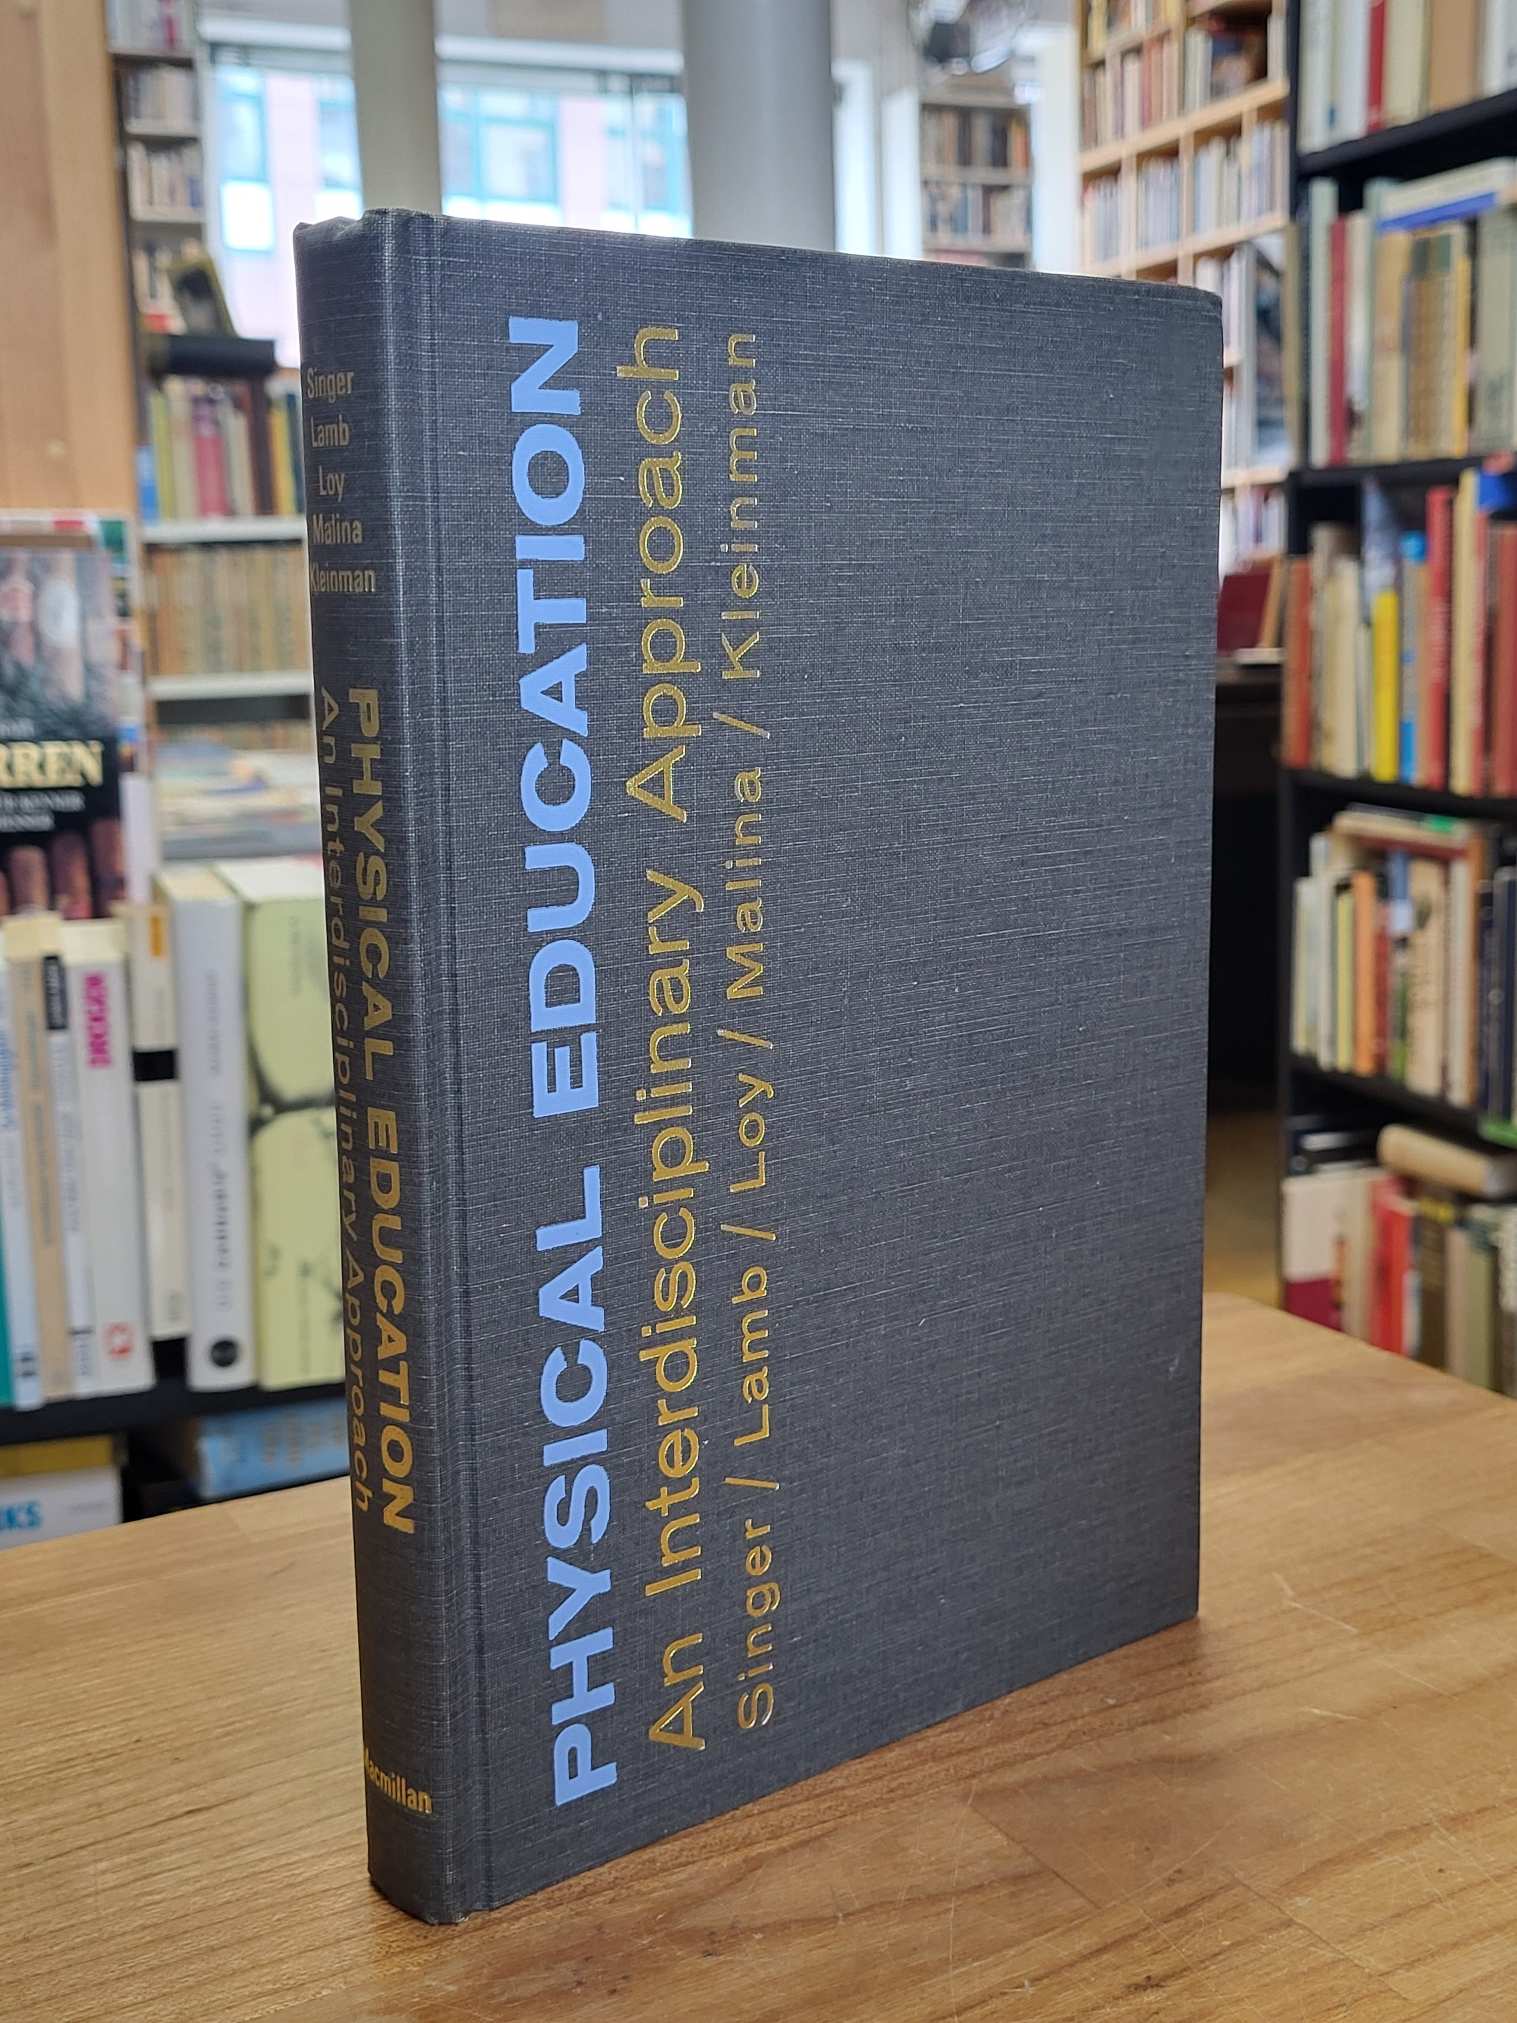 PHYSICAL EDUCATION
An Interdisciplinary Approach
Singer / Lamb / Loy / Malina / Kleinman
Singer
Lamb
Loy
Malina
Kleinman
PHYSICAL EDUCATION
An Interdisciplinary Approach
Macmillan
RREN